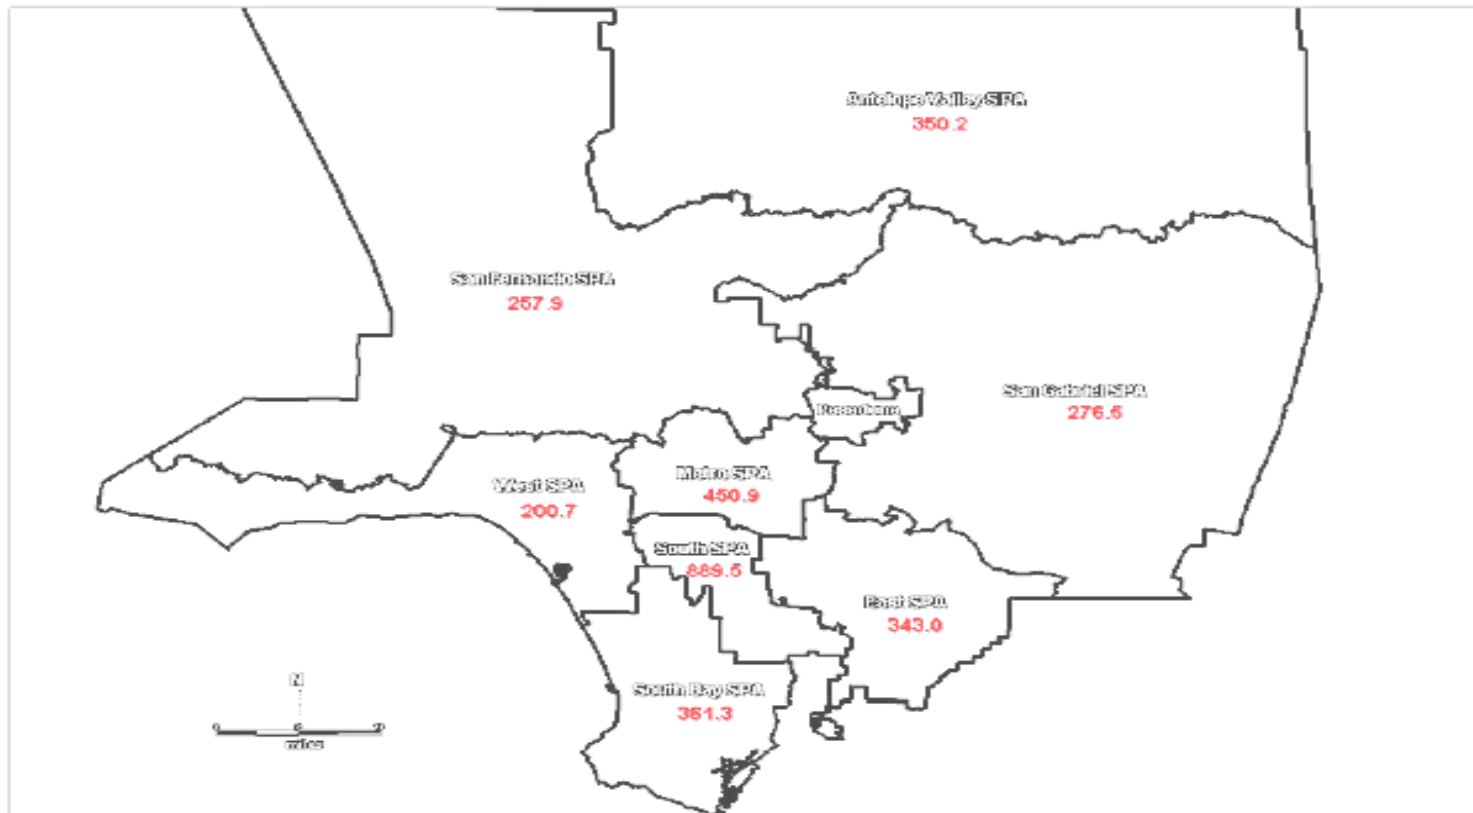 Antelope Valley SPA
350.2
San Fernando SPA
257.9
San Gabriel SPA
276.5
Pasadena
Metro SPA
450.9
West SPA
200.7
South SPA
889.5
East SPA
343.0
South Bay SPA
361.3
N
miles